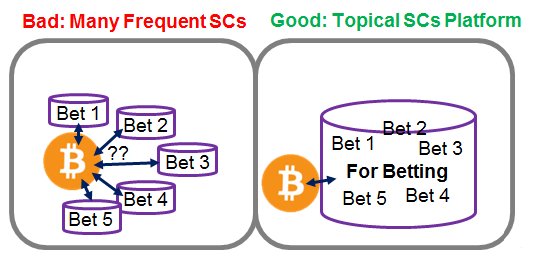 Bad: Many Frequent SCs
Bet 1
Bet 2
??
Bet 3
Bet 4
Bet 5
Good: Topical SCs Platform
Bet 2
Bet 1
Bet 3
For Betting
Bet 5
Bet 4